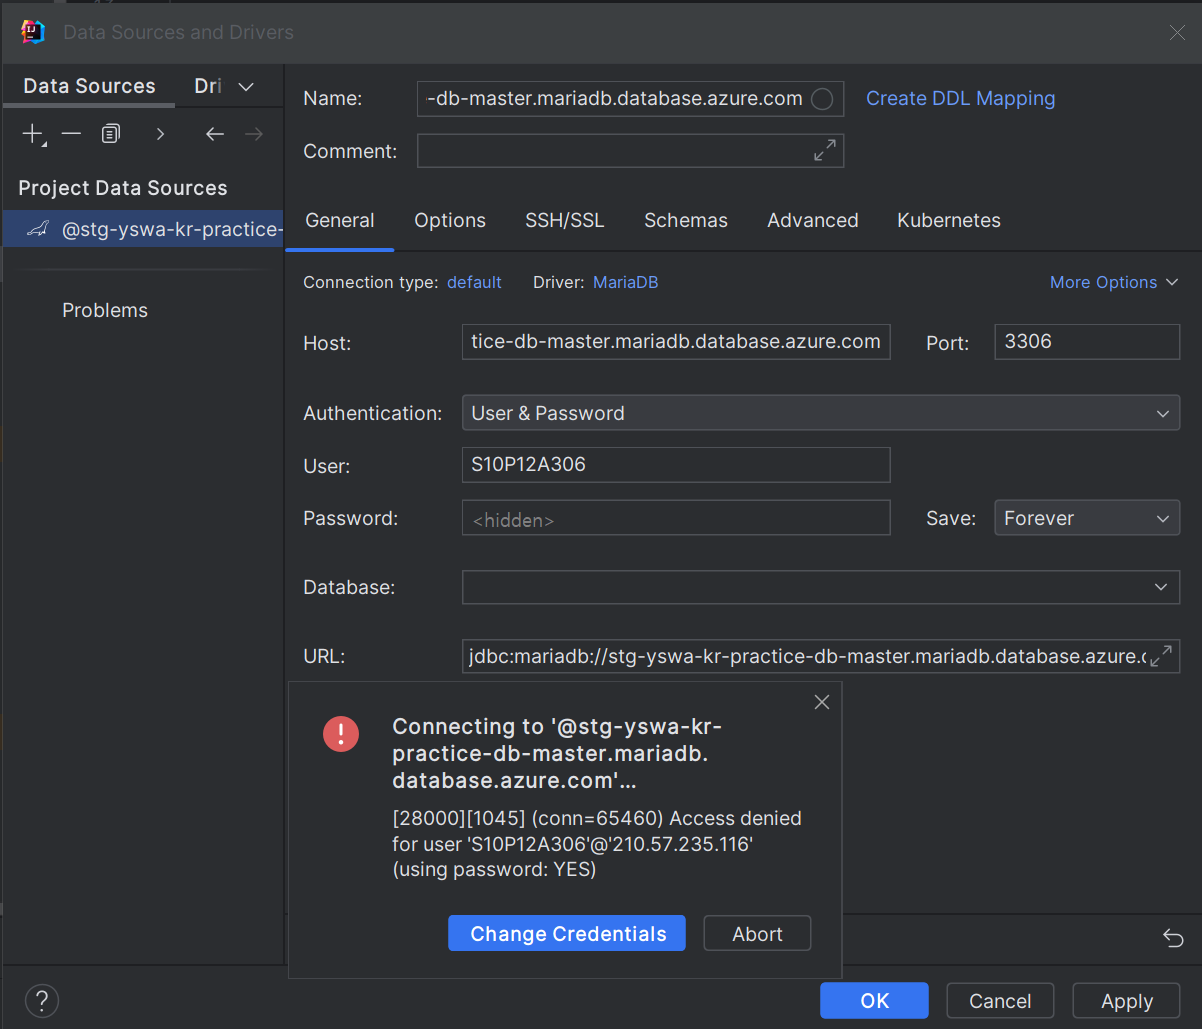 Data Sources and Drivers
Data Sources Dri
Name: -db-master.mariadb.database.azure.com Create DDL Mapping
Comment:
Project Data Sources
@stg-yswa-kr-practice-
Problems
General Options SSH/SSL Schemas Advanced Kubernetes
Connection type: default Driver: MariaDB More Options
Host: tice-db-master.mariadb.database.azure.com Port: 3306
Authentication: User & Password
User: S10P12A306
Password: <hidden> Save: Forever
Database:
URL: jdbc:mariadb://stg-yswa-kr-practice-db-master.mariadb.database.azure.c
Connecting to '@stg-yswa-kr-
practice-db-master.mariadb.
database.azure.com'...
[28000][1045] (conn=65460) Access denied
for user 'S10P12A306'@'210.57.235.116'
(using password: YES)
Change Credentials Abort
? OK Cancel Apply